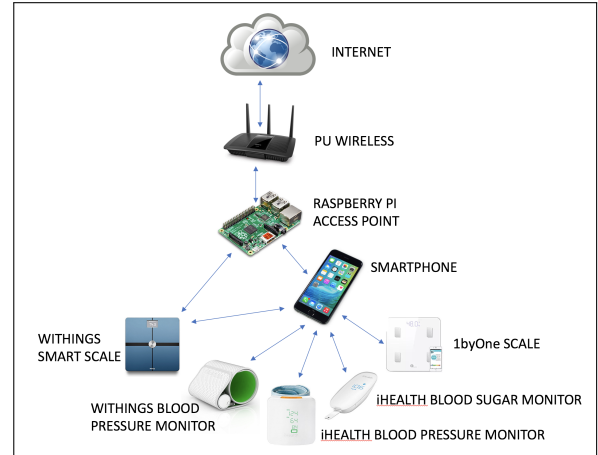 INTERNET
PU WIRELESS
RASPBERRY PI
ACCESS POINT
SMARTPHONE
WITHINGS
SMART SCALE
1byOne SCALE
iHEALTH BLOOD SUGAR MONITOR
WITHINGS BLOOD
PRESSURE MONITOR
iHEALTH BLOOD PRESSURE MONITOR